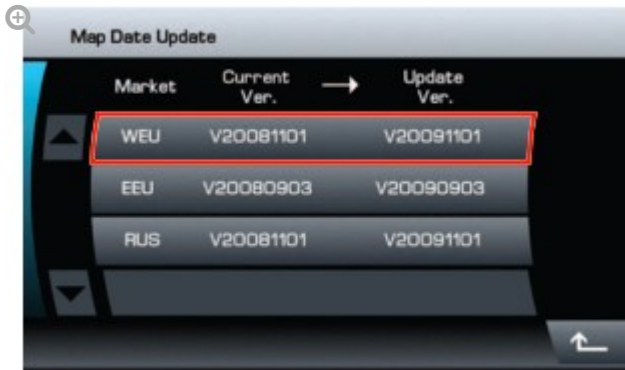 Map Date Update
Market Current Ver. → Update Ver.
WEU V20081101 V20091101
EEU V20080903 V20090903
RUS V20081101 V20091101